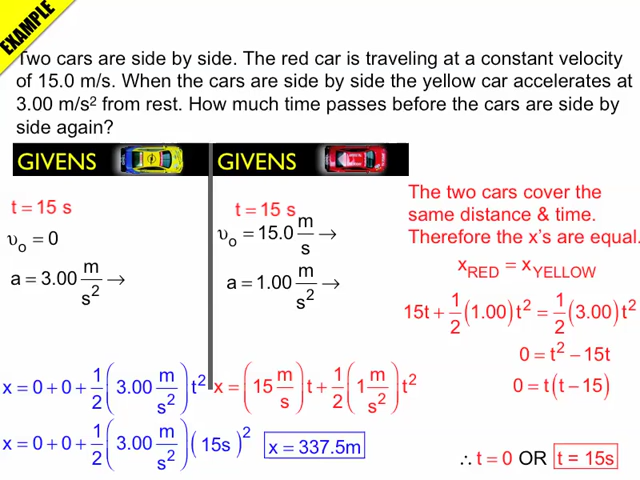 EXAMPLE
Two cars are side by side. The red car is traveling at a constant velocity
of 15.0 m/s. When the cars are side by side the yellow car accelerates at
3.00 m/s² from rest. How much time passes before the cars are side by
side again?
GIVENS
t = 15 s
υₒ = 0
a = 3.00 m/s² →
GIVENS
t = 15 s
υₒ = 15.0 m/s →
a = 1.00 m/s² →
The two cars cover the
same distance & time.
Therefore the x's are equal.
x_RED = x_YELLOW
15t + 1/2 (1.00) t² = 1/2 (3.00) t²
0 = t² − 15t
0 = t(t − 15)
∴ t = 0 OR t = 15s
x = 0 + 0 + 1/2 (3.00 m/s²) t²
x = 0 + 0 + 1/2 (3.00 m/s²) (15s)²
x = 337.5m
x = (15 m/s) t + 1/2 (1 m/s²) t²